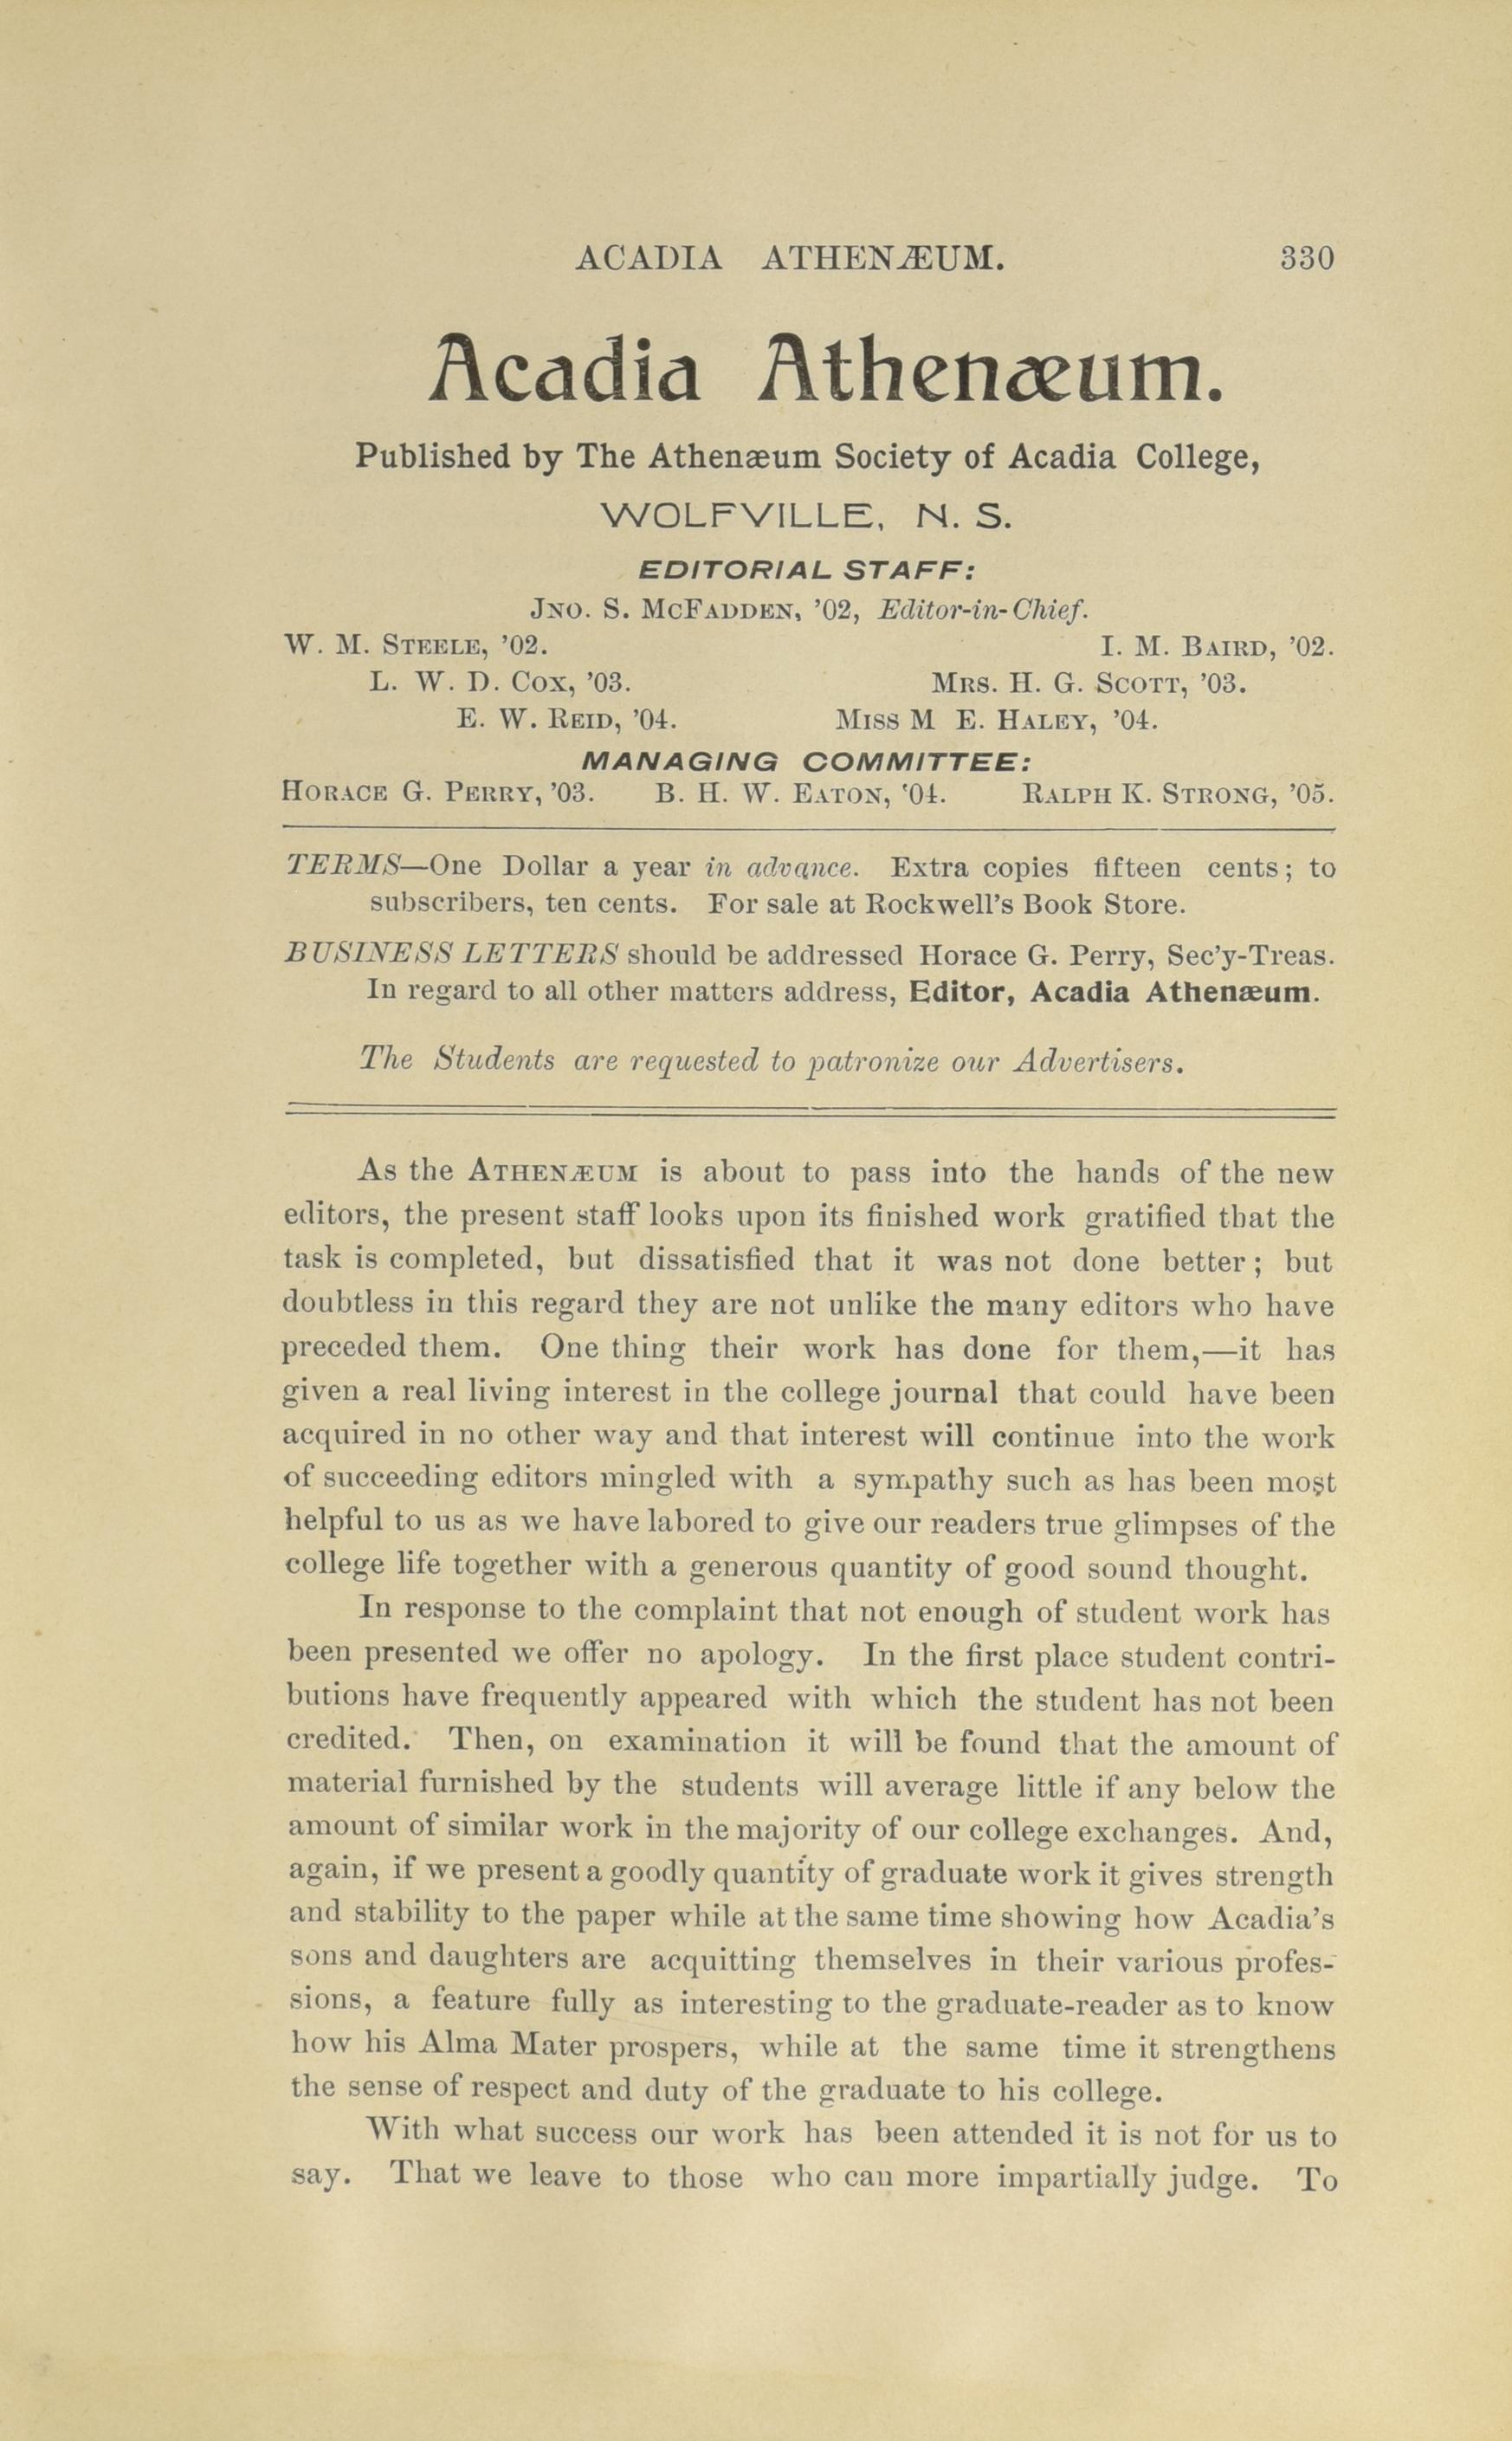 ACADIA ATHENÆUM. 330
Acadia Athenæum.
Published by The Athenæum Society of Acadia College,
WOLFVILLE, N. S.
EDITORIAL STAFF:
JNO. S. MCFADDEN, '02, Editor-in-Chief.
W. M. STEELE, '02. I. M. BAIRD, '02.
L. W. D. COX, '03. MRS. H. G. SCOTT, '03.
E. W. REID, '04. MISS M E. HALEY, '04.
MANAGING COMMITTEE:
HORACE G. PERRY, '03. B. H. W. EATON, '04. RALPH K. STRONG, '05.
TERMS—One Dollar a year in advance. Extra copies fifteen cents; to
subscribers, ten cents. For sale at Rockwell's Book Store.
BUSINESS LETTERS should be addressed Horace G. Perry, Sec'y-Treas.
In regard to all other matters address, Editor, Acadia Athenæum.
The Students are requested to patronize our Advertisers.
As the ATHENÆUM is about to pass into the hands of the new
editors, the present staff looks upon its finished work gratified that the
task is completed, but dissatisfied that it was not done better; but
doubtless in this regard they are not unlike the many editors who have
preceded them. One thing their work has done for them,—it has
given a real living interest in the college journal that could have been
acquired in no other way and that interest will continue into the work
of succeeding editors mingled with a sympathy such as has been most
helpful to us as we have labored to give our readers true glimpses of the
college life together with a generous quantity of good sound thought.
In response to the complaint that not enough of student work has
been presented we offer no apology. In the first place student contri-
butions have frequently appeared with which the student has not been
credited. Then, on examination it will be found that the amount of
material furnished by the students will average little if any below the
amount of similar work in the majority of our college exchanges. And,
again, if we present a goodly quantity of graduate work it gives strength
and stability to the paper while at the same time showing how Acadia's
sons and daughters are acquitting themselves in their various profes-
sions, a feature fully as interesting to the graduate-reader as to know
how his Alma Mater prospers, while at the same time it strengthens
the sense of respect and duty of the graduate to his college.
With what success our work has been attended it is not for us to
say. That we leave to those who can more impartially judge. To